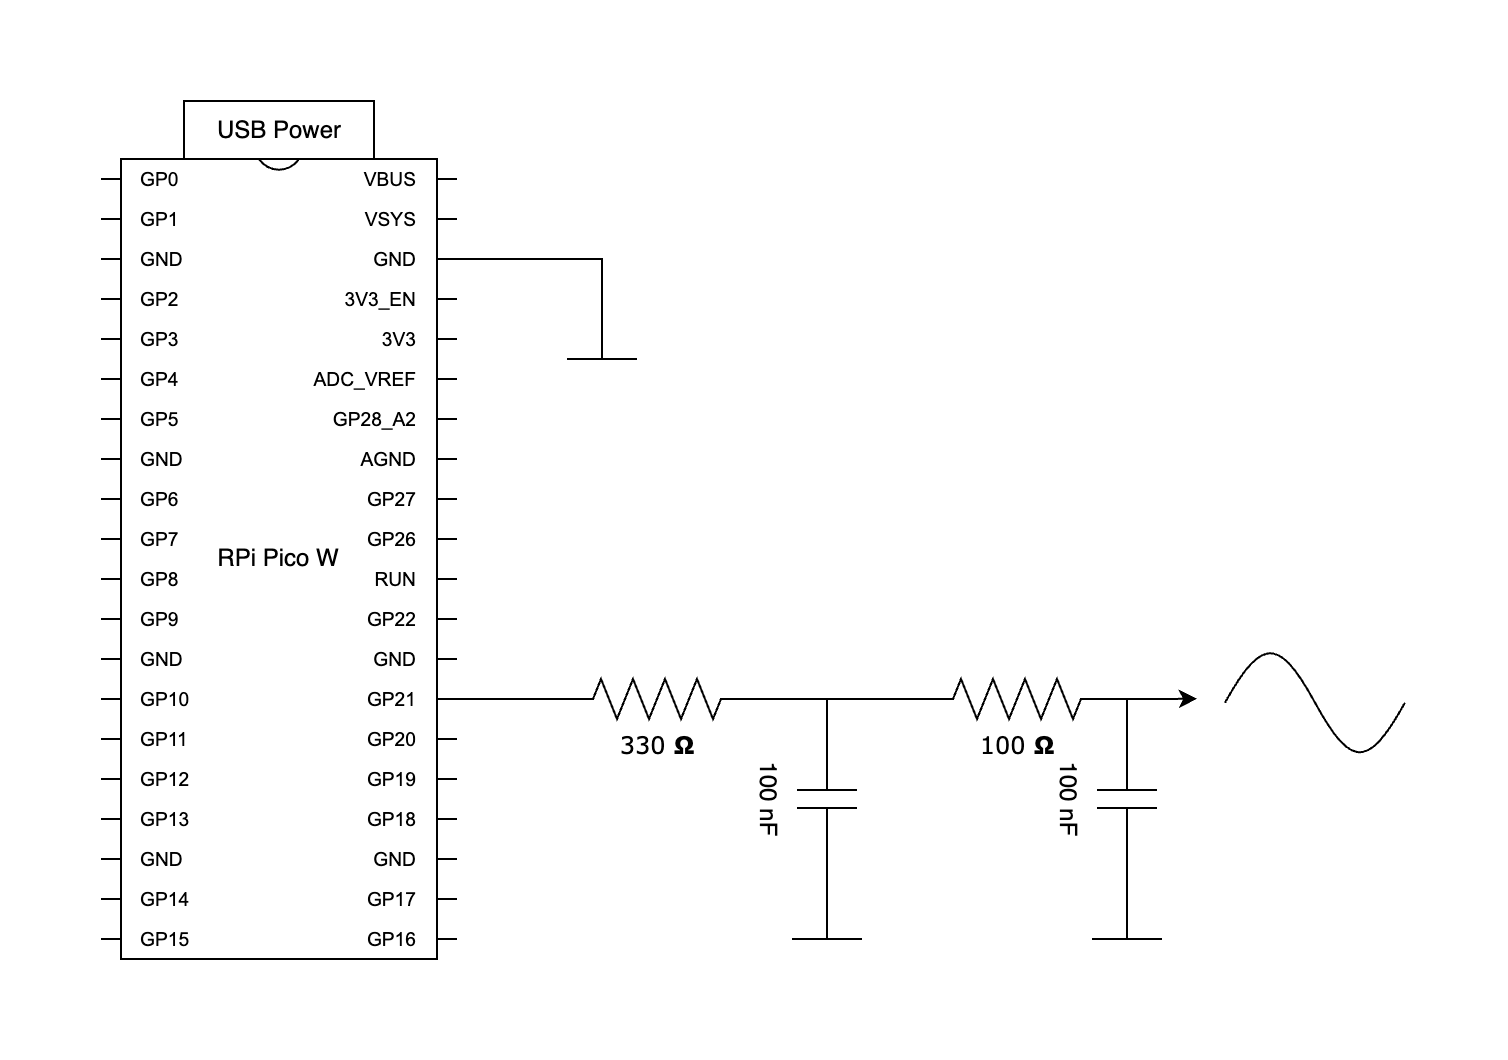 USB Power
GP0 VBUS
GP1 VSYS
GND GND
GP2 3V3_EN
GP3 3V3
GP4 ADC_VREF
GP5 GP28_A2
GND AGND
GP6 GP27
GP7 GP26
RPi Pico W
GP8 RUN
GP9 GP22
GND GND
GP10 GP21
330 Ω
100 Ω
GP11 GP20
GP12 GP19
100 nF
100 nF
GP13 GP18
GND GND
GP14 GP17
GP15 GP16